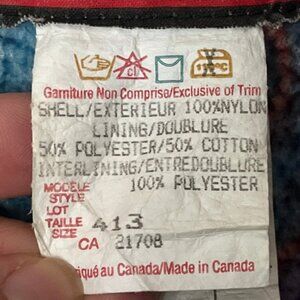 Garniture Non Comprise/Exclusive of Trim
SHELL/EXTERIEUR 100%NYLON
LINING/DOUBLURE
50% POLYESTER/50% COTTON
INTERLINING/ENTREDOUBLURE
100% POLYESTER
MODELE
STYLE
LOT
TAILLE 413
SIZE
CA 21708
riqué au Canada/Made in Canada